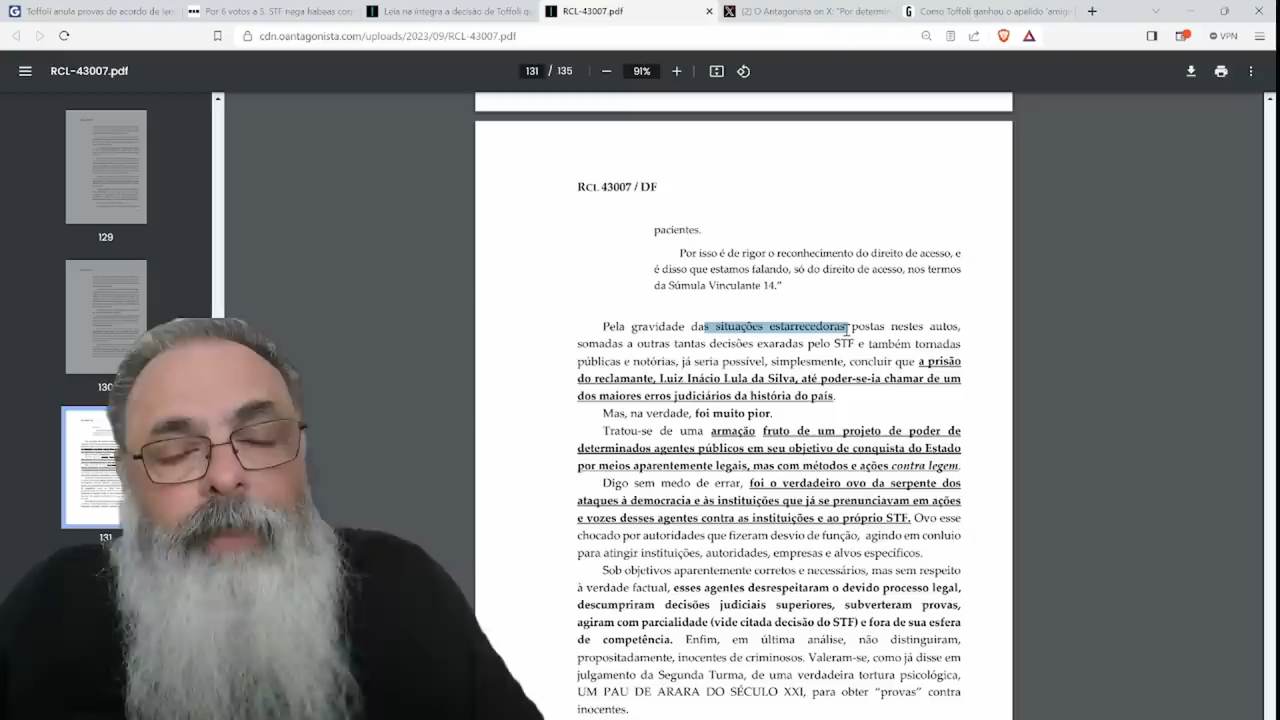 Toffoli anula provas do acordo de len
Por 6 votos a 5, STF nega habeas corp
Leia na íntegra a decisão de Toffoli qu
RCL-43007.pdf
(2) O Antagonista on X: "Por determin
Como Toffoli ganhou o apelido 'amig
cdn.oantagonista.com/uploads/2023/09/RCL-43007.pdf
VPN
RCL-43007.pdf
131 / 135
91%
129
130
131
RCL 43007 / DF
pacientes.
Por isso é de rigor o reconhecimento do direito de acesso, e
é disso que estamos falando, só do direito de acesso, nos termos
da Súmula Vinculante 14."
Pela gravidade das situações estarrecedoras postas nestes autos,
somadas a outras tantas decisões exaradas pelo STF e também tornadas
públicas e notórias, já seria possível, simplesmente, concluir que a prisão
do reclamante, Luiz Inácio Lula da Silva, até poder-se-ia chamar de um
dos maiores erros judiciários da história do país.
Mas, na verdade, foi muito pior.
Tratou-se de uma armação fruto de um projeto de poder de
determinados agentes públicos em seu objetivo de conquista do Estado
por meios aparentemente legais, mas com métodos e ações contra legem.
Digo sem medo de errar, foi o verdadeiro ovo da serpente dos
ataques à democracia e às instituições que já se prenunciavam em ações
e vozes desses agentes contra as instituições e ao próprio STF. Ovo esse
chocado por autoridades que fizeram desvio de função, agindo em conluio
para atingir instituições, autoridades, empresas e alvos específicos.
Sob objetivos aparentemente corretos e necessários, mas sem respeito
à verdade factual, esses agentes desrespeitaram o devido processo legal,
descumpriram decisões judiciais superiores, subverteram provas,
agiram com parcialidade (vide citada decisão do STF) e fora de sua esfera
de competência. Enfim, em última análise, não distinguiram,
propositadamente, inocentes de criminosos. Valeram-se, como já disse em
julgamento da Segunda Turma, de uma verdadeira tortura psicológica,
UM PAU DE ARARA DO SÉCULO XXI, para obter "provas" contra
inocentes.